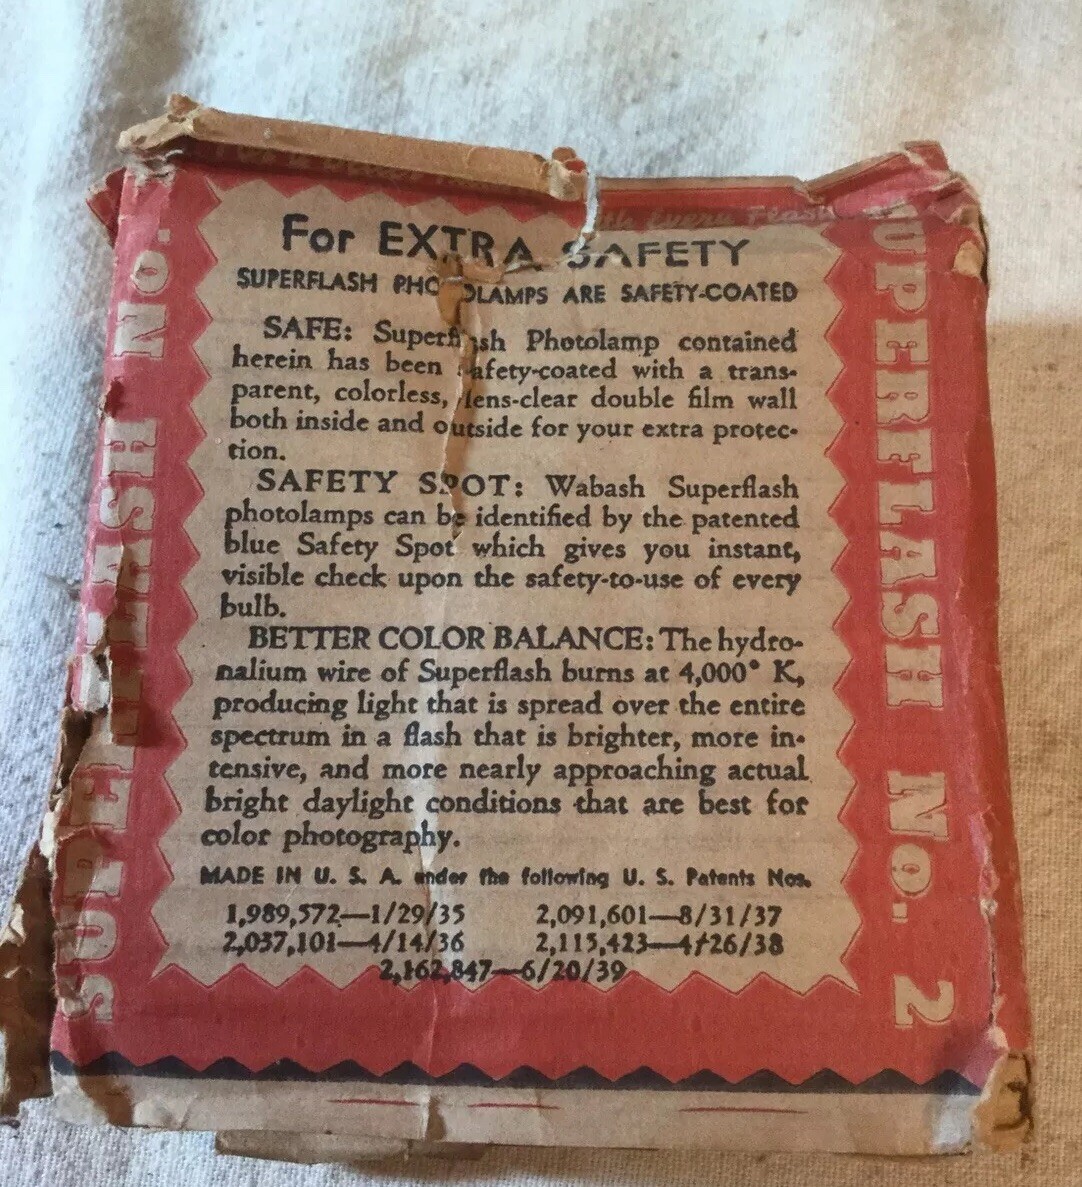 For EXTRA SAFETY
SUPERFLASH PHOTOLAMPS ARE SAFETY-COATED
SAFE: Superflash Photolamp contained
herein has been safety-coated with a trans-
parent, colorless, lens-clear double film wall
both inside and outside for your extra protec-
tion.
SAFETY SPOT: Wabash Superflash
photolamps can be identified by the patented
blue Safety Spot which gives you instant,
visible check upon the safety-to-use of every
bulb.
BETTER COLOR BALANCE: The hydro-
nalium wire of Superflash burns at 4,000° K,
producing light that is spread over the entire
spectrum in a flash that is brighter, more in-
tensive, and more nearly approaching actual
bright daylight conditions that are best for
color photography.
MADE IN U. S. A. under the following U. S. Patents Nos.
1,989,572—1/29/35 2,091,601—8/31/37
2,037,101—4/14/36 2,115,423—4/26/38
2,162,847—6/20/39
SUPERFLASH No.
SUPERFLASH No. 2
Every Flash